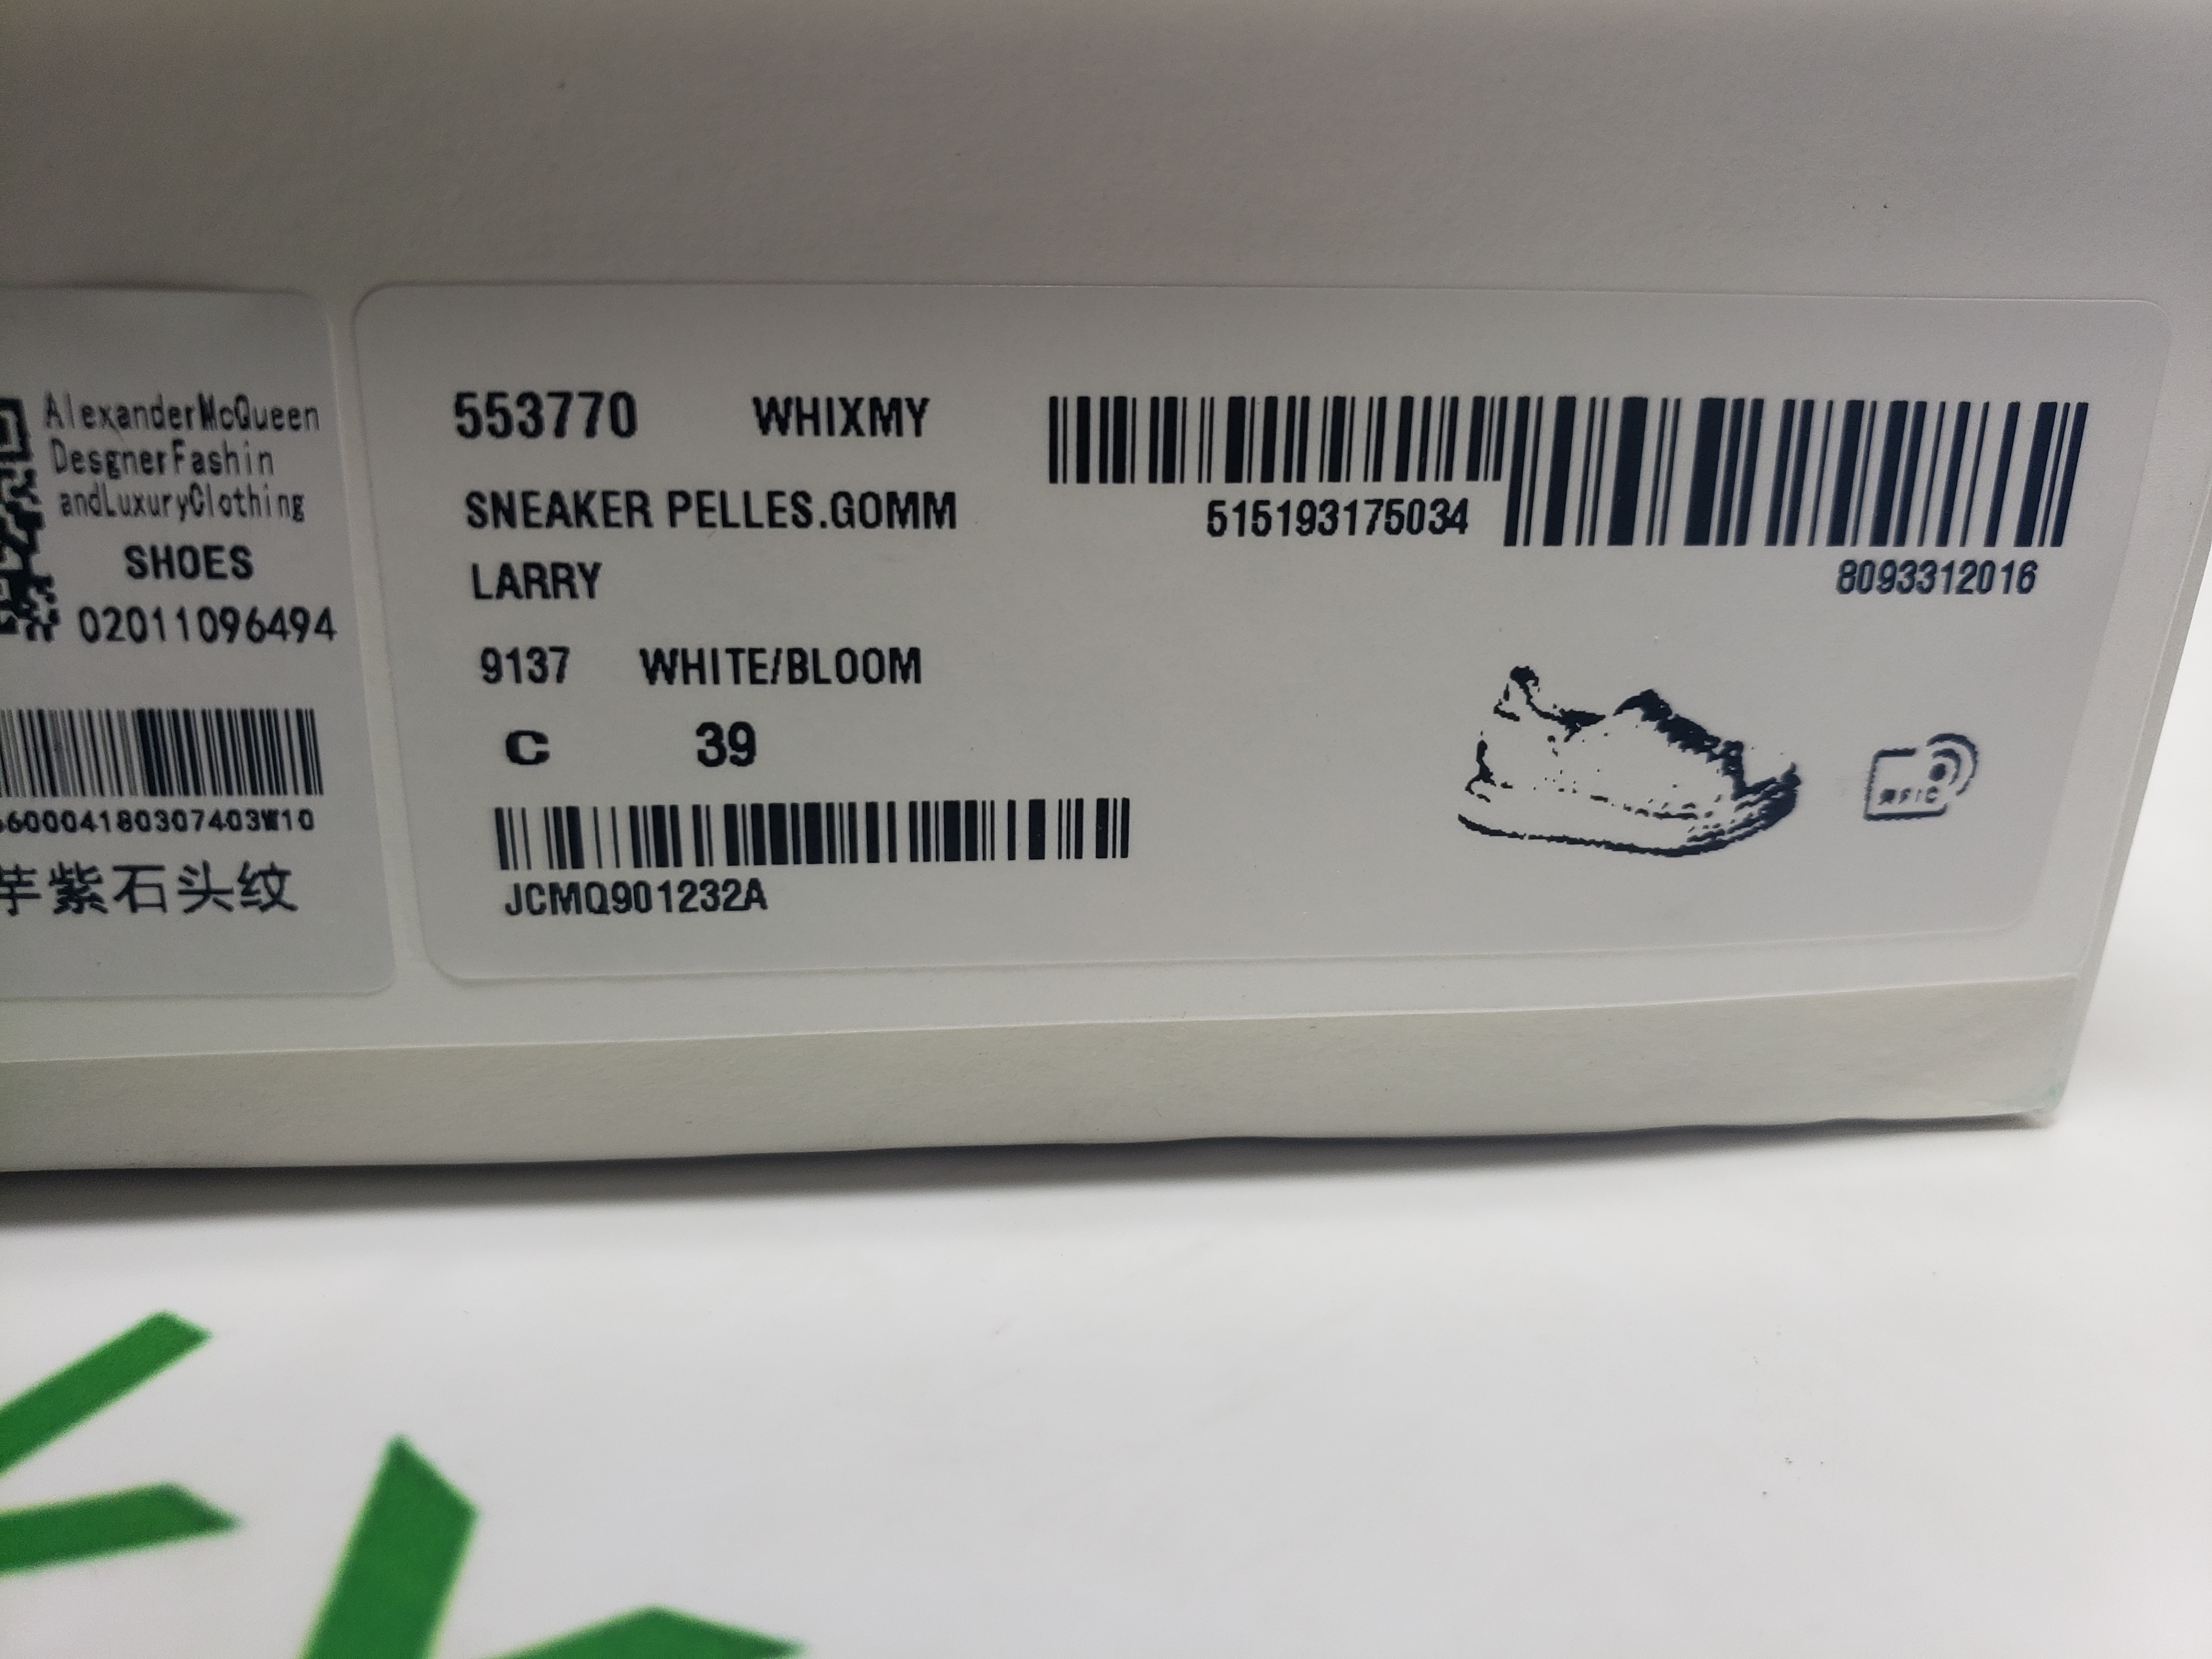 AlexanderMcQueen
DesgnerFashin
andLuxuryClothing
SHOES
02011096494
60004180307403W10
芋紫石头纹
553770 WHIXMY
SNEAKER PELLES.GOMM
LARRY
9137 WHITE/BLOOM
C 39
JCMQ901232A
515193175034
8093312016